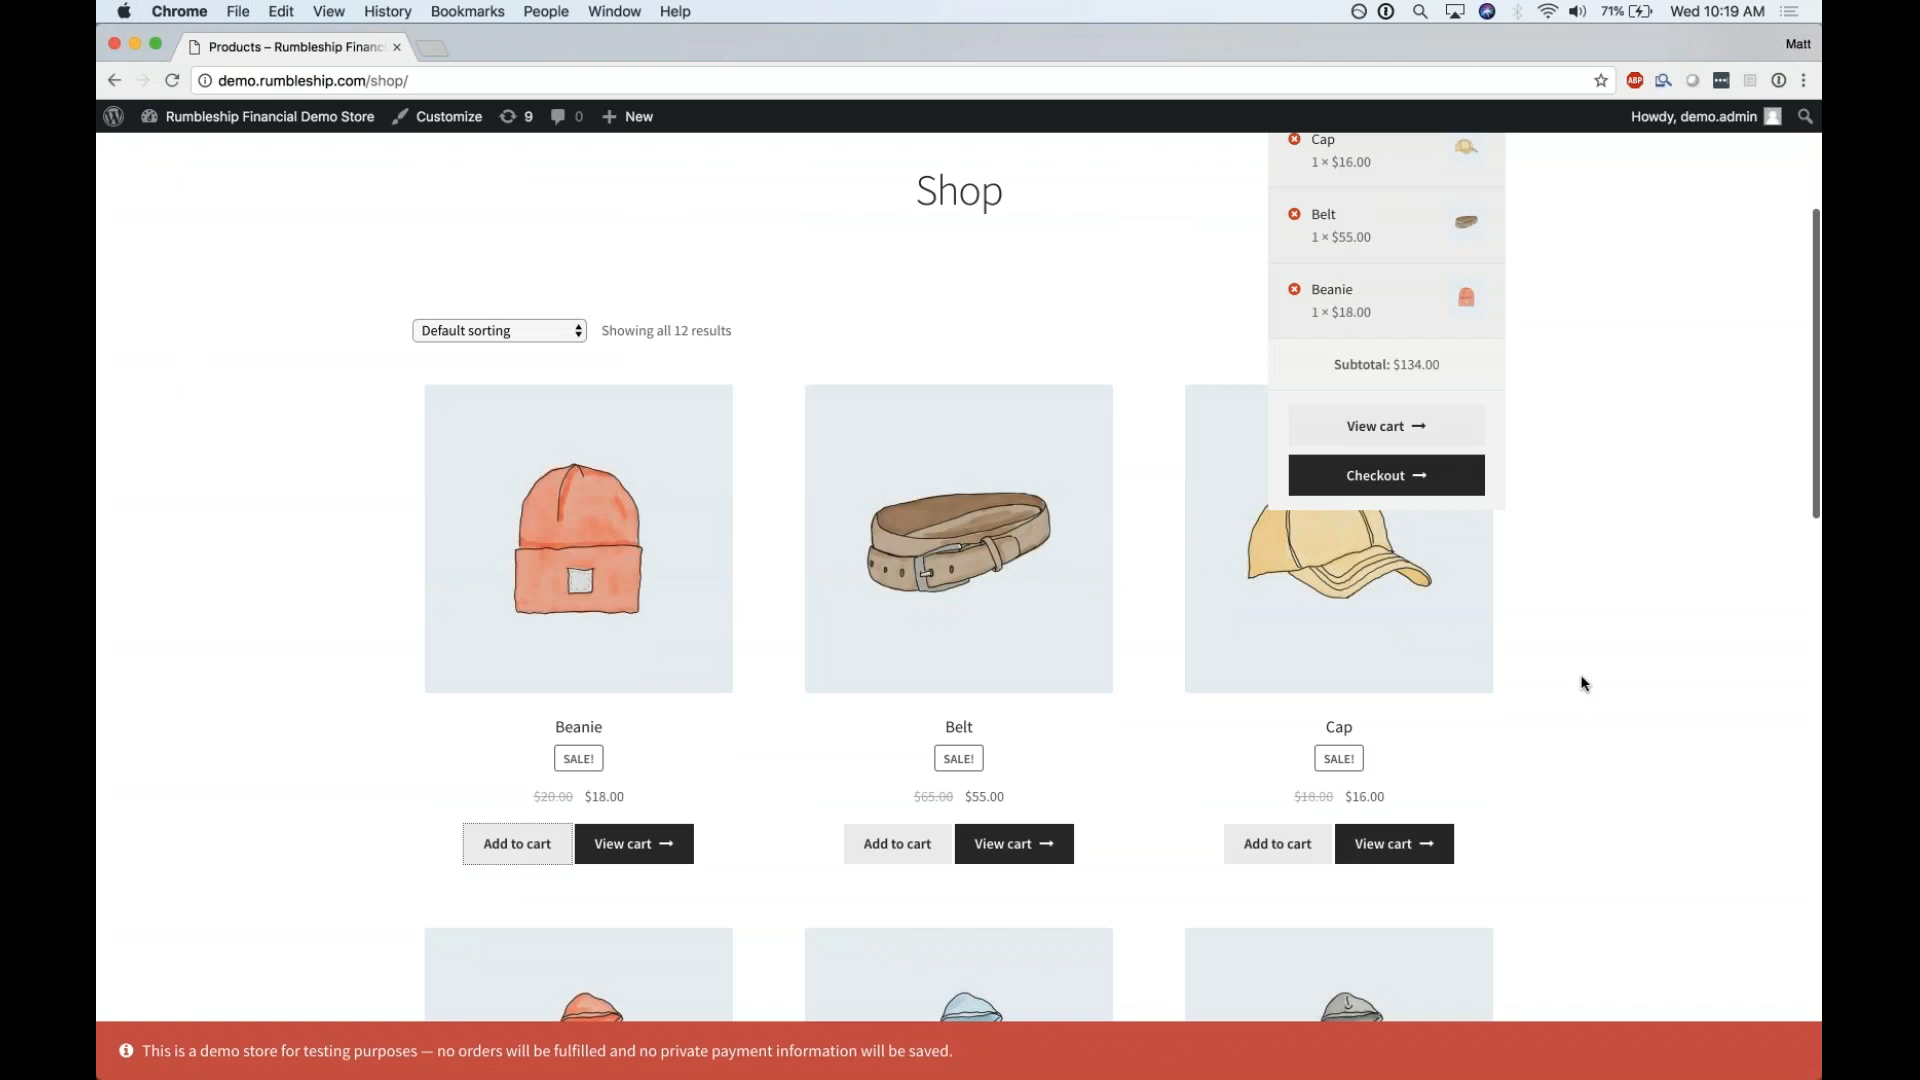 Chrome File Edit View History Bookmarks People Window Help 71% Wed 10:19 AM
Products – Rumbleship Financ
Matt
demo.rumbleship.com/shop/
ABP
Rumbleship Financial Demo Store Customize 9 0 New Howdy, demo.admin
Cap
1 × $16.00
Shop
Belt
1 × $55.00
Beanie
1 × $18.00
Default sorting Showing all 12 results
Subtotal: $134.00
View cart →
Checkout →
Beanie Belt Cap
SALE! SALE! SALE!
$20.00 $18.00 $65.00 $55.00 $18.00 $16.00
Add to cart View cart → Add to cart View cart → Add to cart View cart →
This is a demo store for testing purposes — no orders will be fulfilled and no private payment information will be saved.